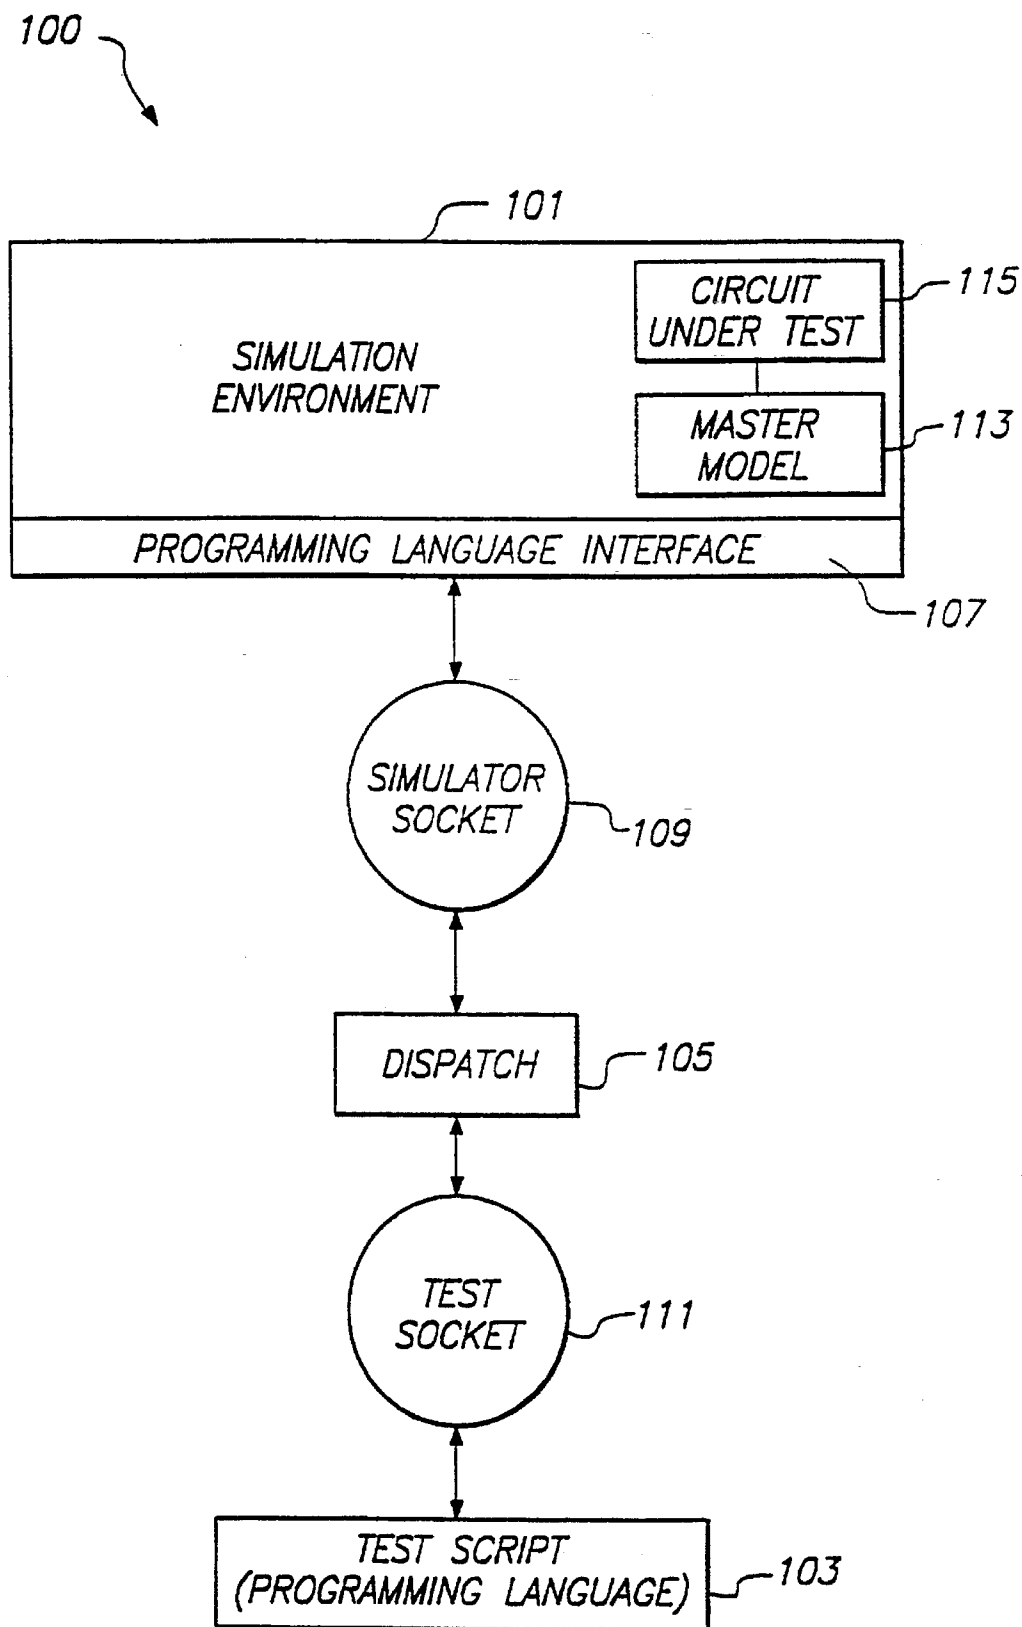 100
101
CIRCUIT
UNDER TEST
115
SIMULATION
ENVIRONMENT
MASTER
MODEL
113
PROGRAMMING LANGUAGE INTERFACE
107
SIMULATOR
SOCKET
109
DISPATCH
105
TEST
SOCKET
111
TEST SCRIPT
(PROGRAMMING LANGUAGE)
103